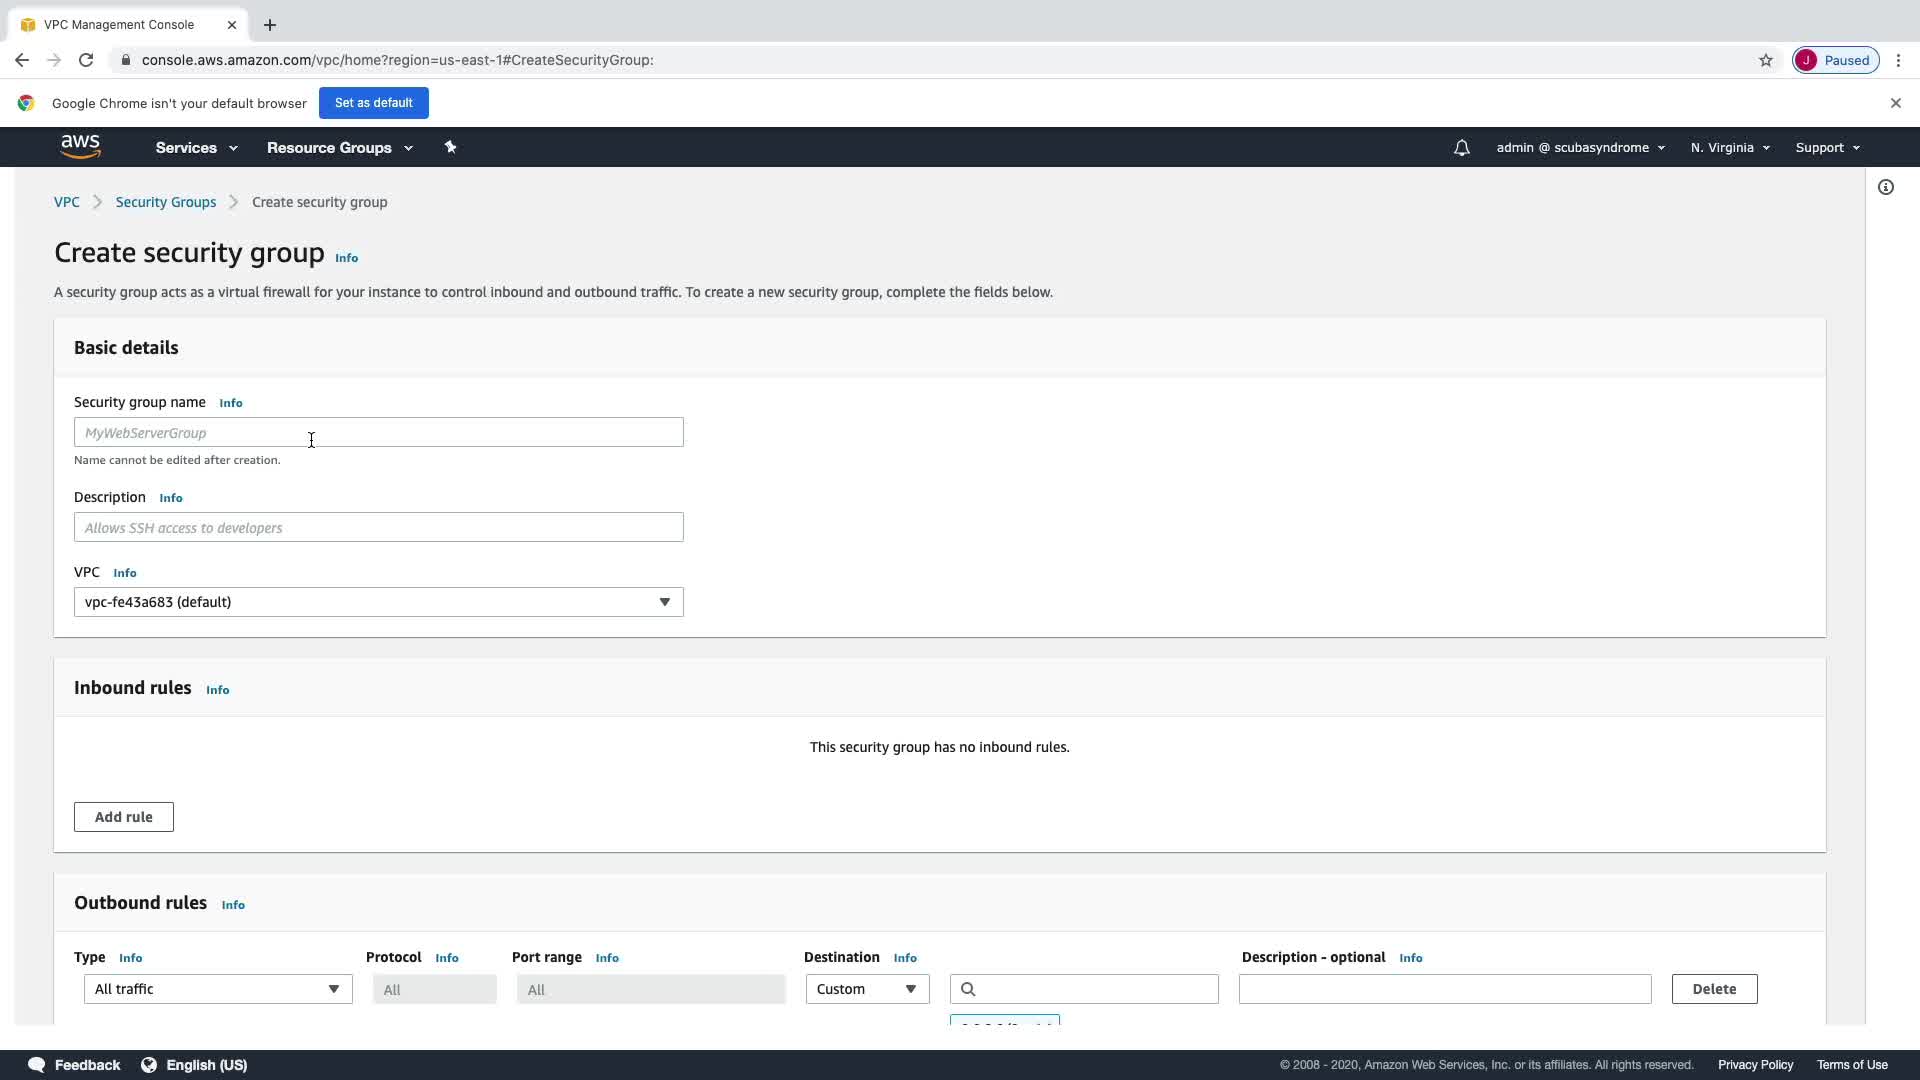 VPC Management Console
console.aws.amazon.com/vpc/home?region=us-east-1#CreateSecurityGroup:
J Paused
Google Chrome isn't your default browser Set as default
aws Services Resource Groups admin @ scubasyndrome N. Virginia Support
VPC Security Groups Create security group
Create security group Info
A security group acts as a virtual firewall for your instance to control inbound and outbound traffic. To create a new security group, complete the fields below.
Basic details
Security group name Info
MyWebServerGroup
Name cannot be edited after creation.
Description Info
Allows SSH access to developers
VPC Info
vpc-fe43a683 (default)
Inbound rules Info
This security group has no inbound rules.
Add rule
Outbound rules Info
Type Info Protocol Info Port range Info Destination Info Description - optional Info
All traffic All All Custom Delete
Feedback English (US) © 2008 - 2020, Amazon Web Services, Inc. or its affiliates. All rights reserved. Privacy Policy Terms of Use